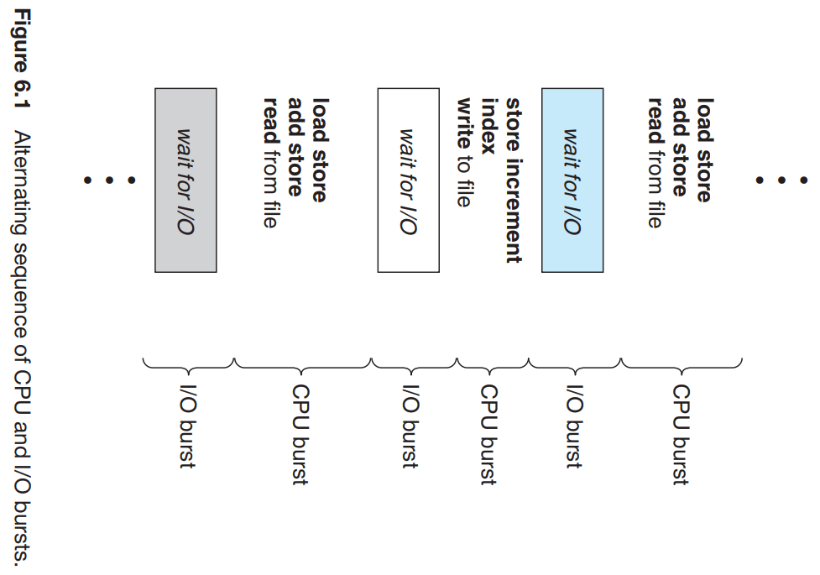 • • •
load store
add store
read from file
CPU burst
wait for I/O
I/O burst
store increment
index
write to file
CPU burst
wait for I/O
I/O burst
load store
add store
read from file
CPU burst
wait for I/O
I/O burst
• • •
Figure 6.1 Alternating sequence of CPU and I/O bursts.